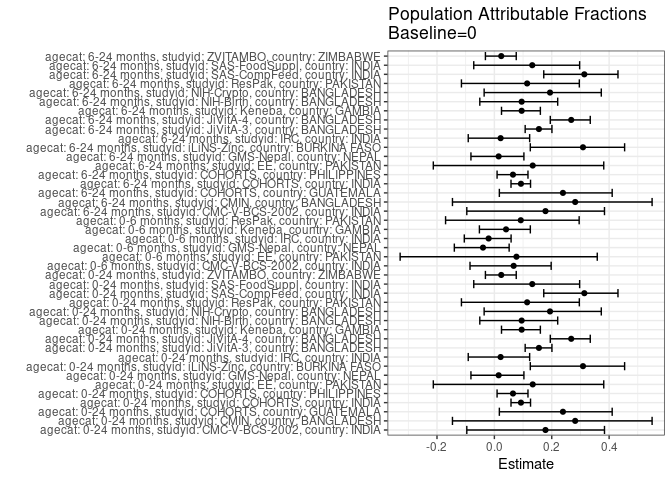 Population Attributable Fractions
Baseline=0
agecat: 6-24 months, studyid: ZVITAMBO, country: ZIMBABWE
agecat: 6-24 months, studyid: SAS-FoodSuppl, country: INDIA
agecat: 6-24 months, studyid: SAS-CompFeed, country: INDIA
agecat: 6-24 months, studyid: ResPak, country: PAKISTAN
agecat: 6-24 months, studyid: NIH-Crypto, country: BANGLADESH
agecat: 6-24 months, studyid: NIH-Birth, country: BANGLADESH
agecat: 6-24 months, studyid: Keneba, country: GAMBIA
agecat: 6-24 months, studyid: JiVitA-4, country: BANGLADESH
agecat: 6-24 months, studyid: JiVitA-3, country: BANGLADESH
agecat: 6-24 months, studyid: IRC, country: INDIA
agecat: 6-24 months, studyid: iLiNS-Zinc, country: BURKINA FASO
agecat: 6-24 months, studyid: GMS-Nepal, country: NEPAL
agecat: 6-24 months, studyid: EE, country: PAKISTAN
agecat: 6-24 months, studyid: COHORTS, country: PHILIPPINES
agecat: 6-24 months, studyid: COHORTS, country: INDIA
agecat: 6-24 months, studyid: COHORTS, country: GUATEMALA
agecat: 6-24 months, studyid: CMIN, country: BANGLADESH
agecat: 6-24 months, studyid: CMC-V-BCS-2002, country: INDIA
agecat: 0-6 months, studyid: ResPak, country: PAKISTAN
agecat: 0-6 months, studyid: Keneba, country: GAMBIA
agecat: 0-6 months, studyid: IRC, country: INDIA
agecat: 0-6 months, studyid: GMS-Nepal, country: NEPAL
agecat: 0-6 months, studyid: EE, country: PAKISTAN
agecat: 0-6 months, studyid: CMC-V-BCS-2002, country: INDIA
agecat: 0-24 months, studyid: ZVITAMBO, country: ZIMBABWE
agecat: 0-24 months, studyid: SAS-FoodSuppl, country: INDIA
agecat: 0-24 months, studyid: SAS-CompFeed, country: INDIA
agecat: 0-24 months, studyid: ResPak, country: PAKISTAN
agecat: 0-24 months, studyid: NIH-Crypto, country: BANGLADESH
agecat: 0-24 months, studyid: NIH-Birth, country: BANGLADESH
agecat: 0-24 months, studyid: Keneba, country: GAMBIA
agecat: 0-24 months, studyid: JiVitA-4, country: BANGLADESH
agecat: 0-24 months, studyid: JiVitA-3, country: BANGLADESH
agecat: 0-24 months, studyid: IRC, country: INDIA
agecat: 0-24 months, studyid: iLiNS-Zinc, country: BURKINA FASO
agecat: 0-24 months, studyid: GMS-Nepal, country: NEPAL
agecat: 0-24 months, studyid: EE, country: PAKISTAN
agecat: 0-24 months, studyid: COHORTS, country: PHILIPPINES
agecat: 0-24 months, studyid: COHORTS, country: INDIA
agecat: 0-24 months, studyid: COHORTS, country: GUATEMALA
agecat: 0-24 months, studyid: CMIN, country: BANGLADESH
agecat: 0-24 months, studyid: CMC-V-BCS-2002, country: INDIA
-0.2 0.0 0.2 0.4
Estimate